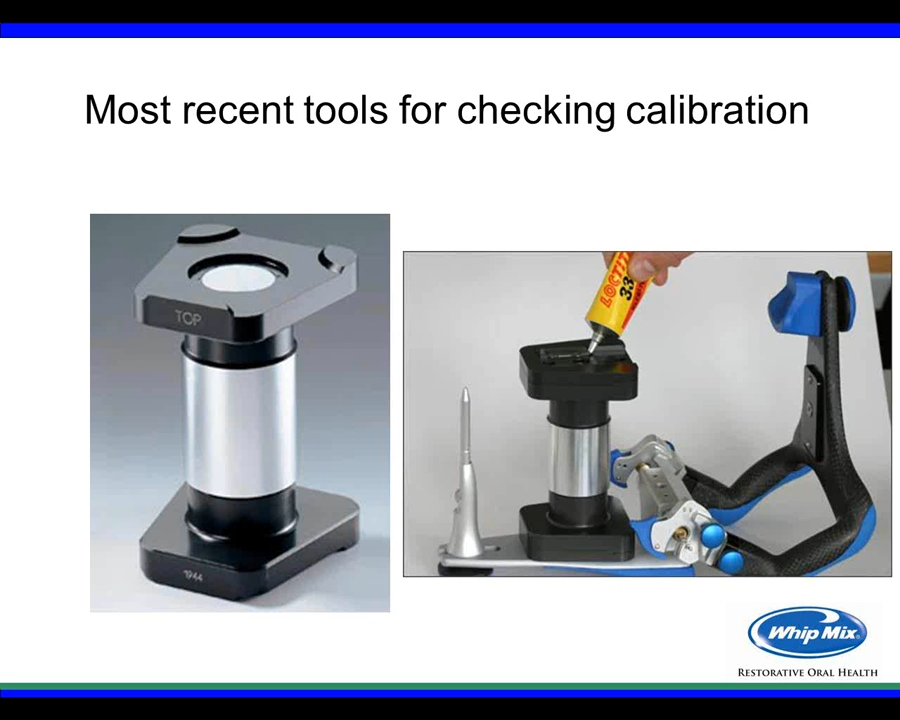 Most recent tools for checking calibration
TOP
1944
LOCTITE
33
Whip Mix
RESTORATIVE ORAL HEALTH